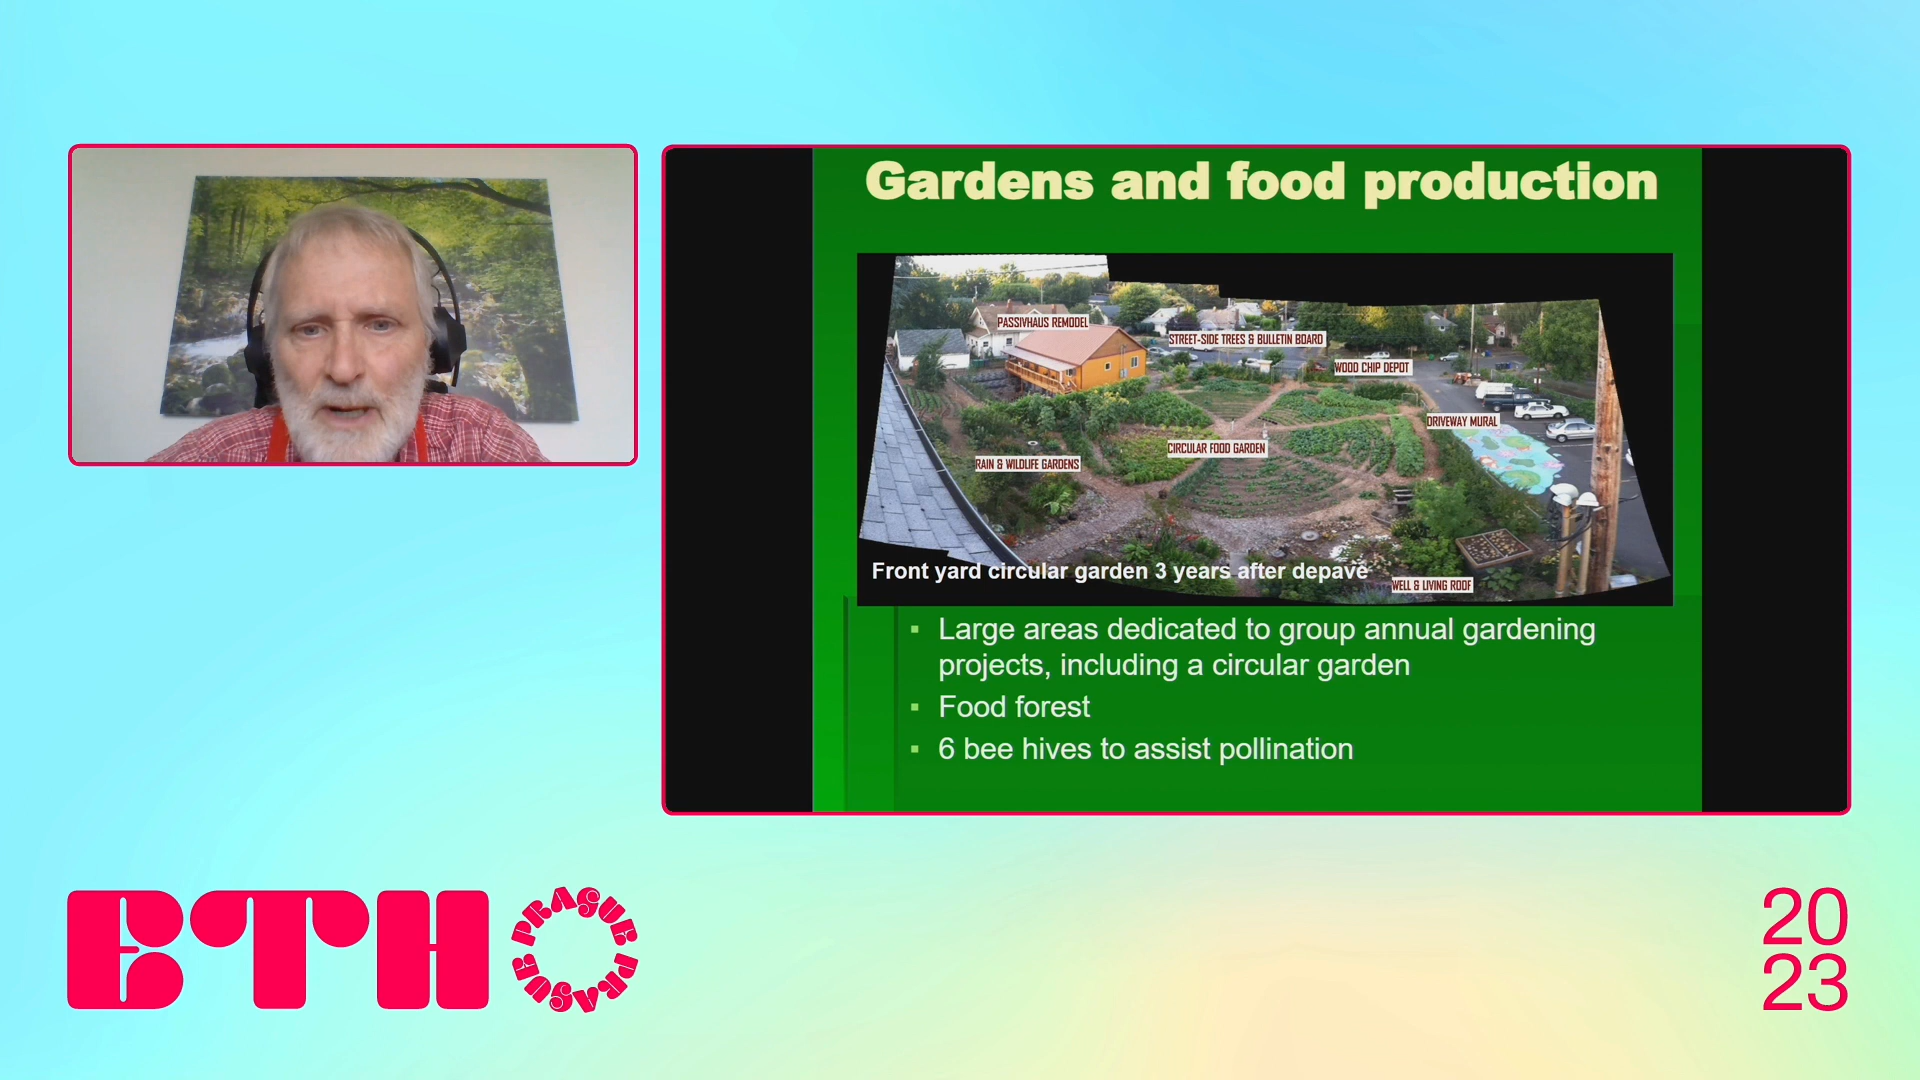 Gardens and food production
PASSIVHAUS REMODEL
STREET-SIDE TREES & BULLETIN BOARD
WOOD CHIP DEPOT
DRIVEWAY MURAL
CIRCULAR FOOD GARDEN
RAIN & WILDLIFE GARDENS
Front yard circular garden 3 years after depave
WELL & LIVING ROOF
▪ Large areas dedicated to group annual gardening
projects, including a circular garden
▪ Food forest
▪ 6 bee hives to assist pollination
ETH
PRAGUE PRAGUE
20
23